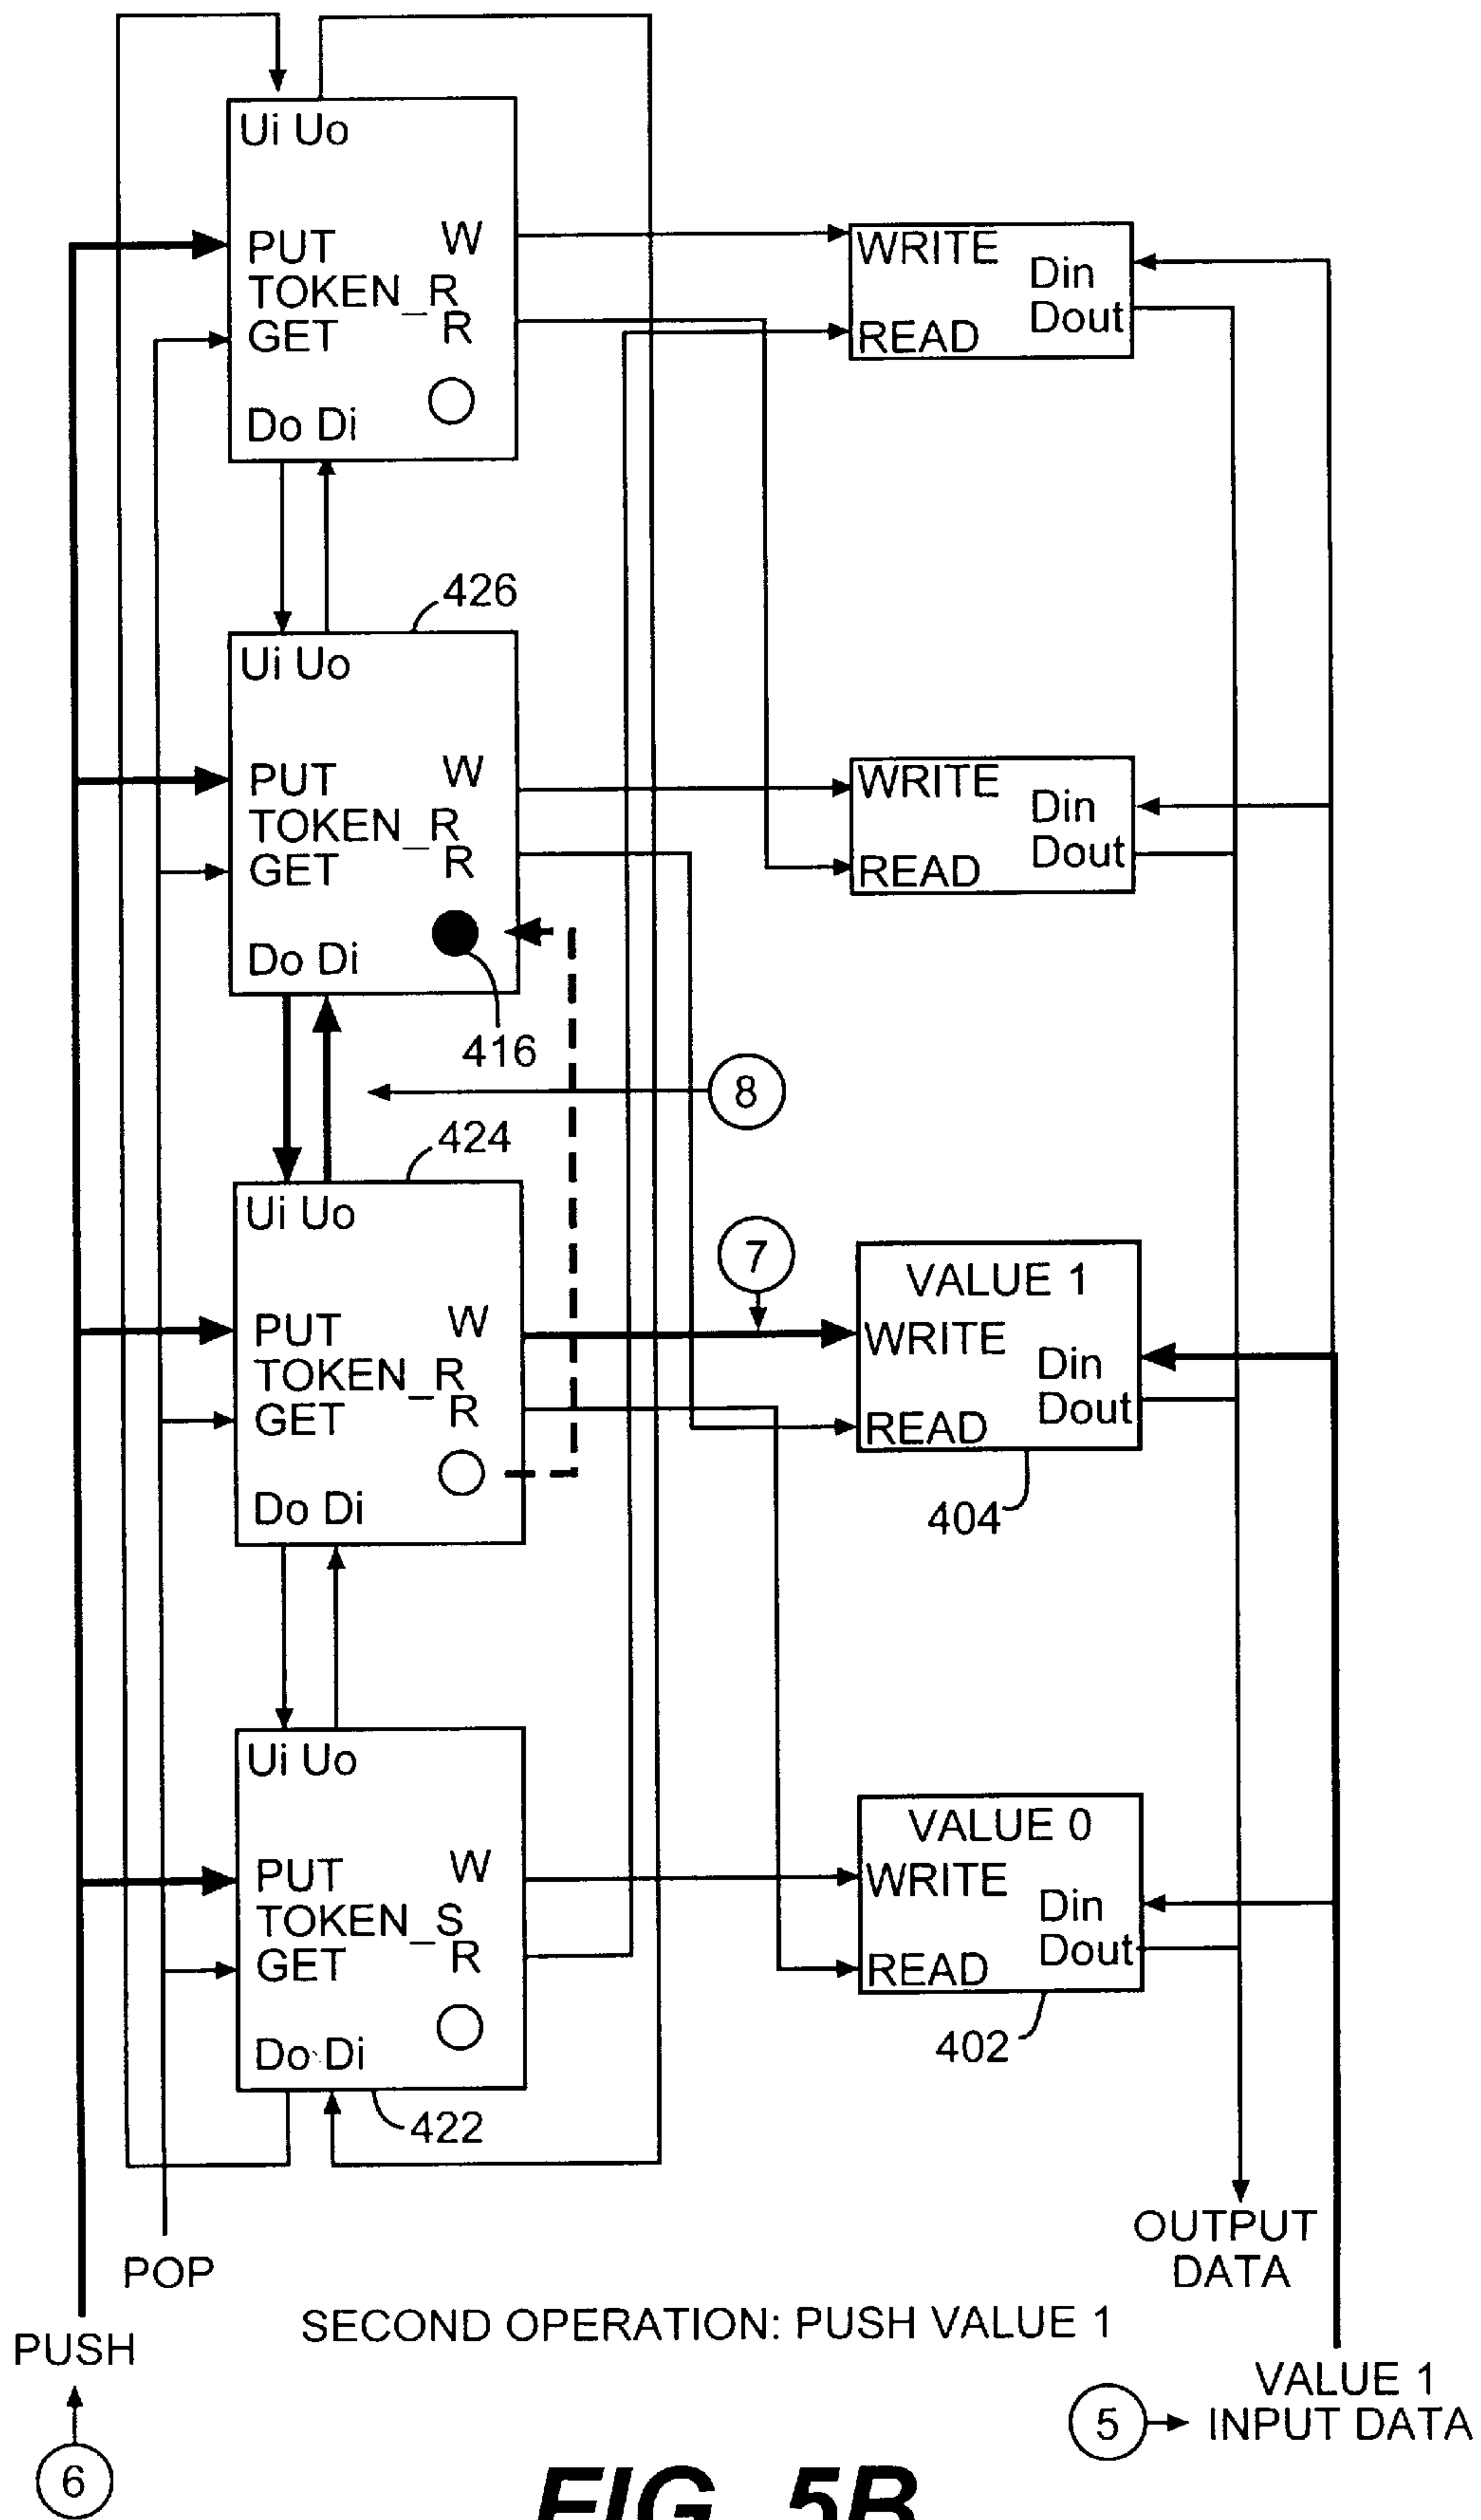 Ui Uo
PUT W
TOKEN_R
GET R
Do Di
WRITE
Din
Dout
READ
426
Ui Uo
PUT W
TOKEN_R
GET R
Do Di
416
WRITE
Din
Dout
READ
8
424
Ui Uo
PUT W
TOKEN_R
GET R
Do Di
7
VALUE 1
WRITE
Din
Dout
READ
404
Ui Uo
PUT W
TOKEN_S
GET R
Do Di
422
VALUE 0
WRITE
Din
Dout
READ
402
OUTPUT
DATA
POP
SECOND OPERATION: PUSH VALUE 1
PUSH
VALUE 1
5 INPUT DATA
6
FIG. 5B